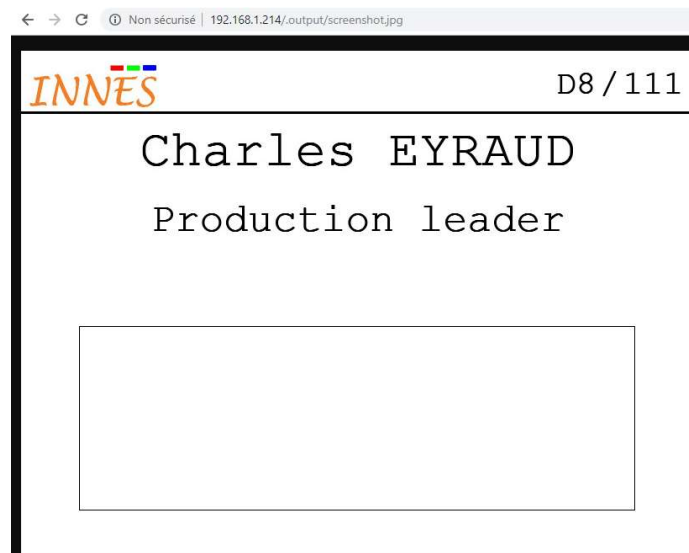 Non sécurisé | 192.168.1.214/.output/screenshot.jpg
INNES D8 / 111
Charles EYRAUD
Production leader